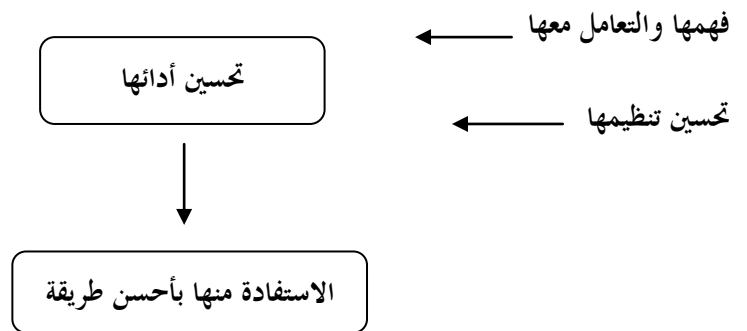 فهمها والتعامل معها
تحسين أدائها
تحسين تنظيمها
الاستفادة منها بأحسن طريقة